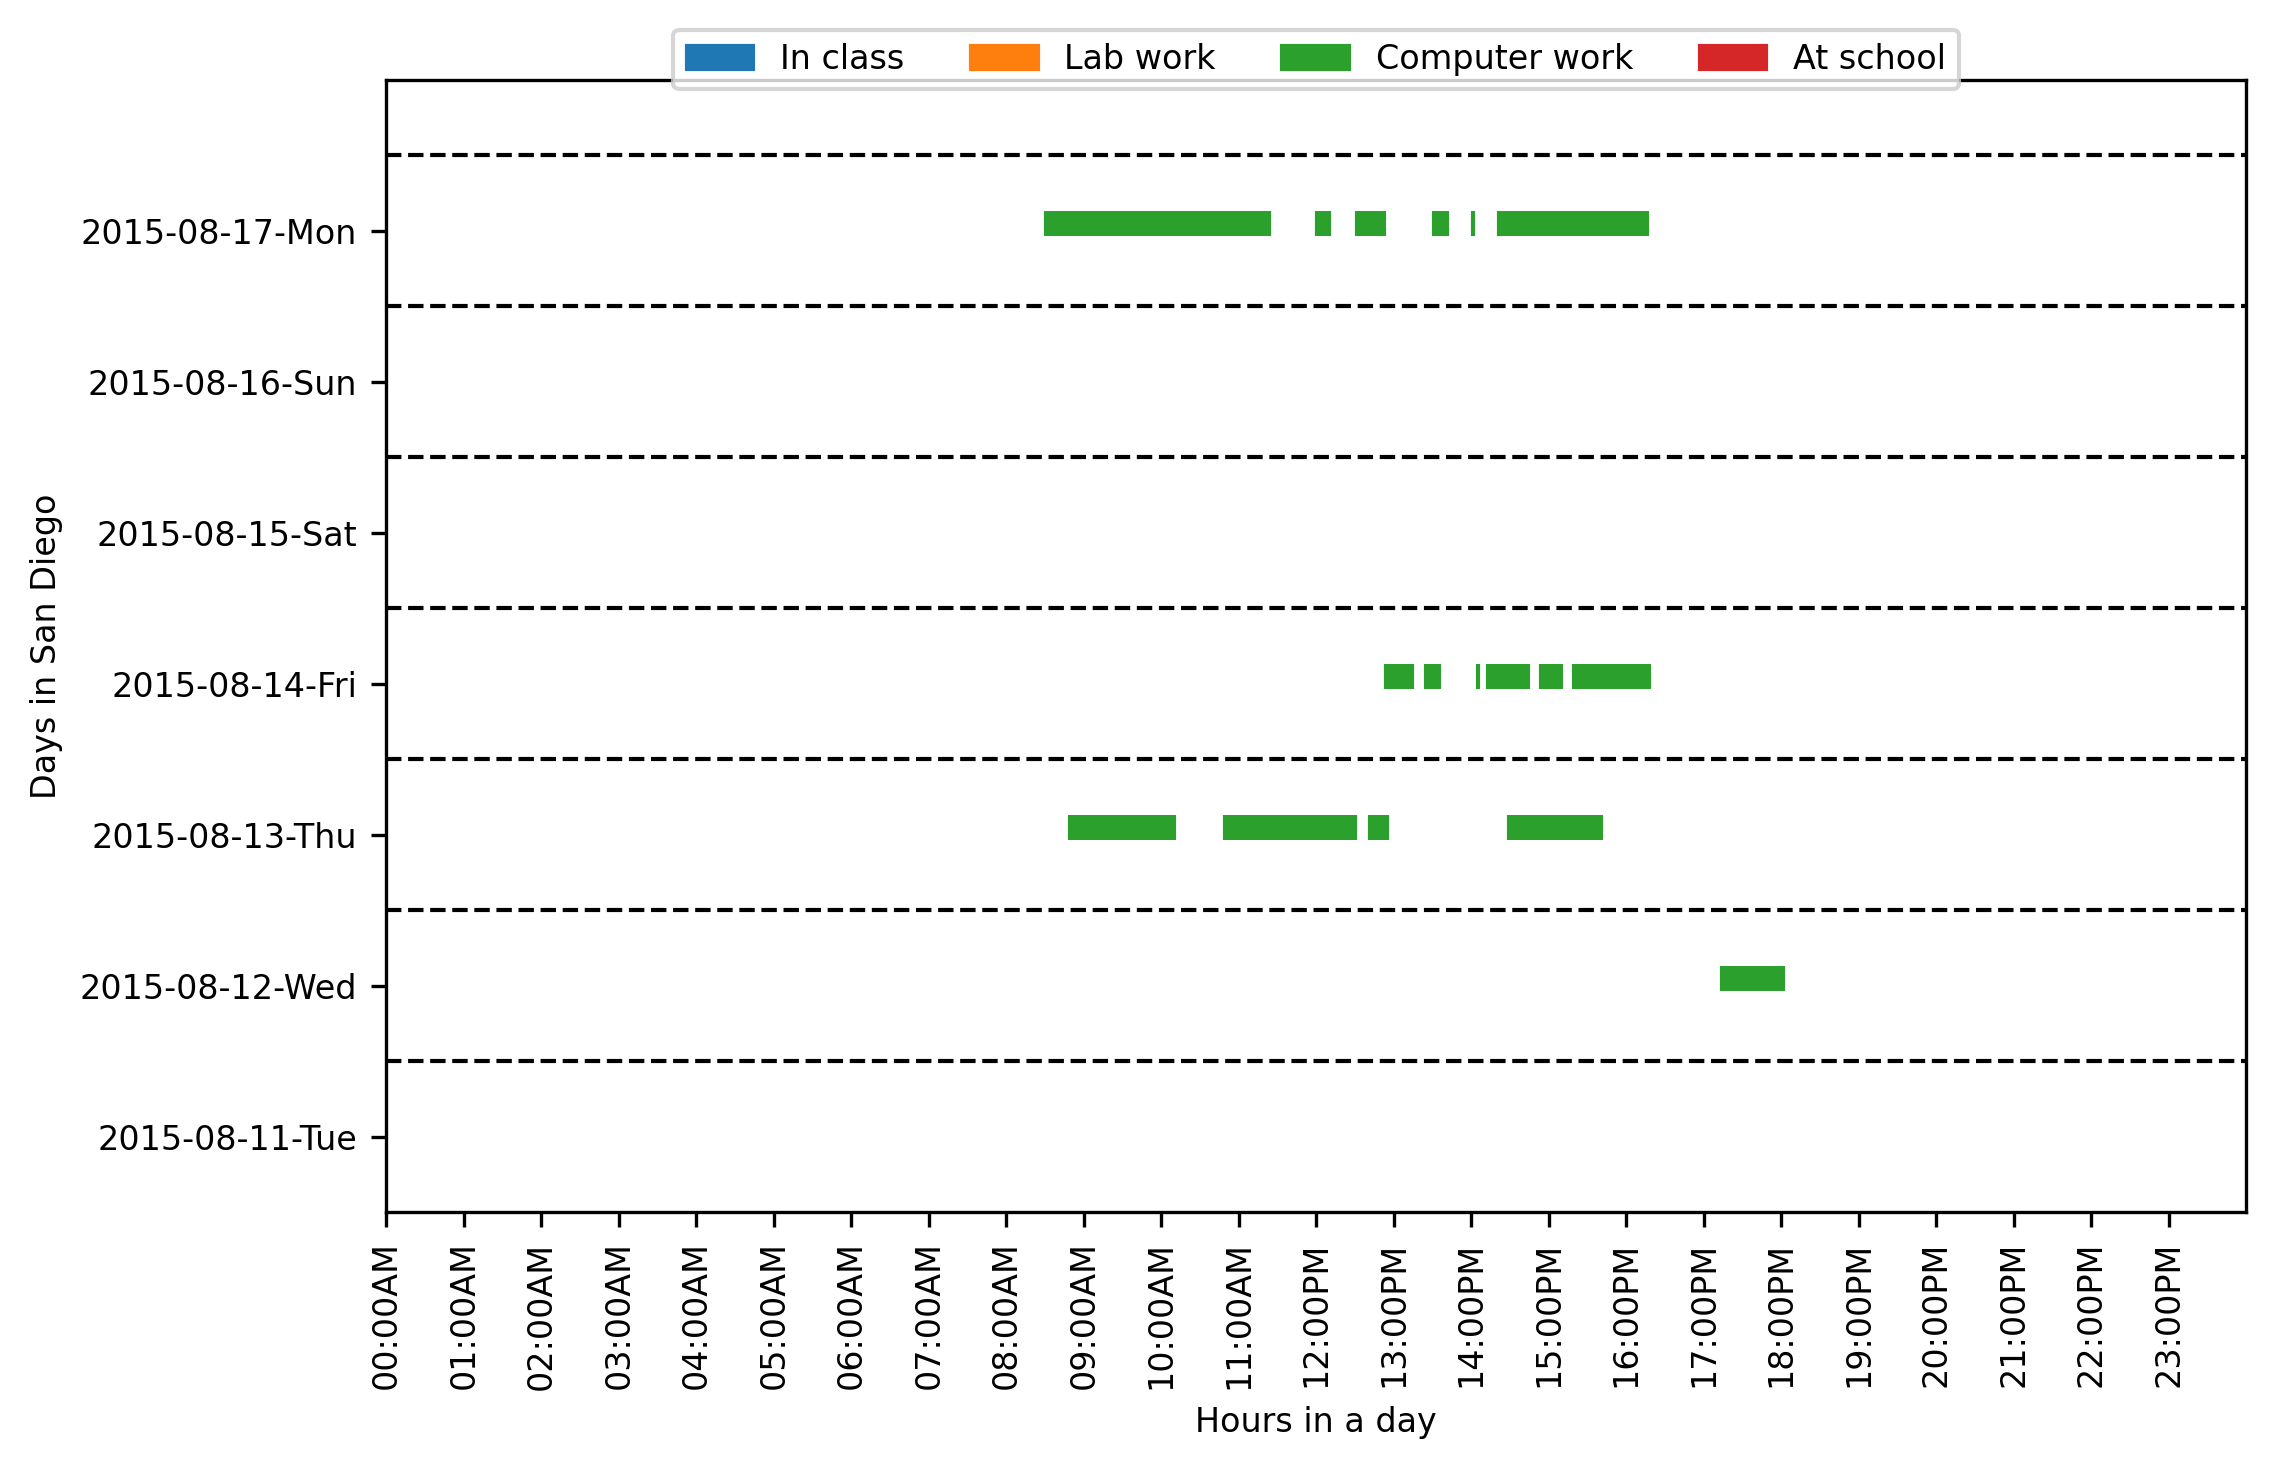 In class Lab work Computer work At school
2015-08-17-Mon
2015-08-16-Sun
2015-08-15-Sat
2015-08-14-Fri
2015-08-13-Thu
2015-08-12-Wed
2015-08-11-Tue
Days in San Diego
00:00AM
01:00AM
02:00AM
03:00AM
04:00AM
05:00AM
06:00AM
07:00AM
08:00AM
09:00AM
10:00AM
11:00AM
12:00PM
13:00PM
14:00PM
15:00PM
16:00PM
17:00PM
18:00PM
19:00PM
20:00PM
21:00PM
22:00PM
23:00PM
Hours in a day